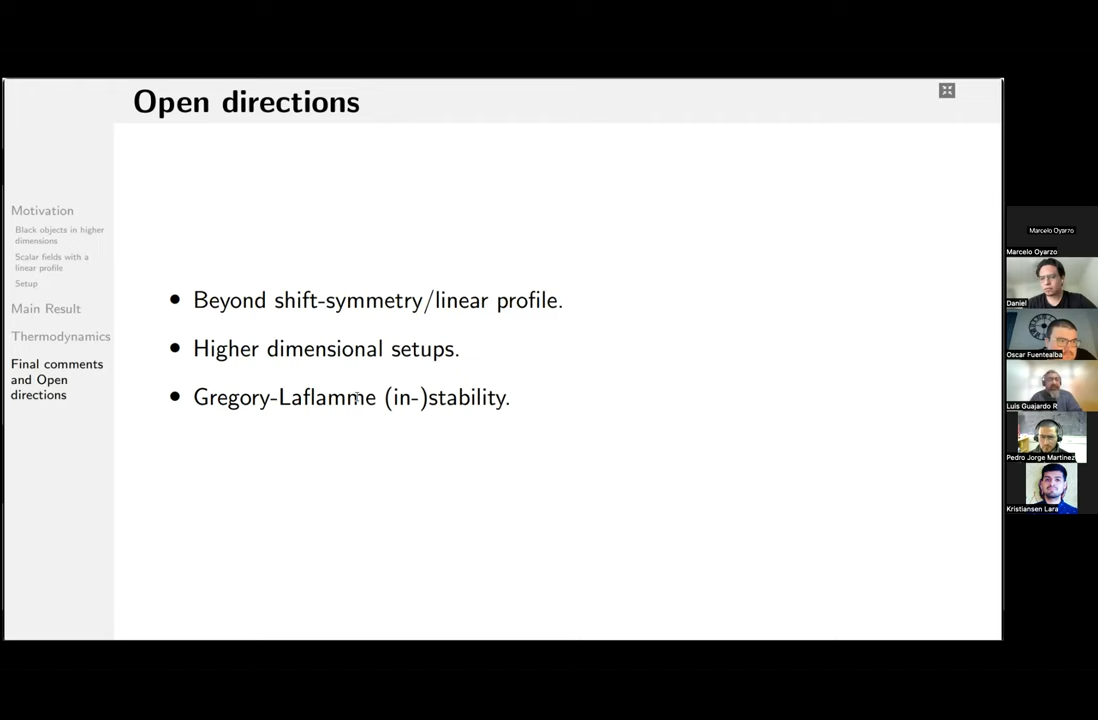 Open directions
Motivation
Black objects in higher
dimensions
Scalar fields with a
linear profile
Setup
Main Result
Thermodynamics
Final comments
and Open
directions
• Beyond shift-symmetry/linear profile.
• Higher dimensional setups.
• Gregory-Laflamme (in-)stability.
Marcelo Oyarzo
Marcelo Oyarzo
Daniel
Oscar Fuentealba
Luis Guajardo R
Pedro Jorge Martinez
Kristiansen Lara